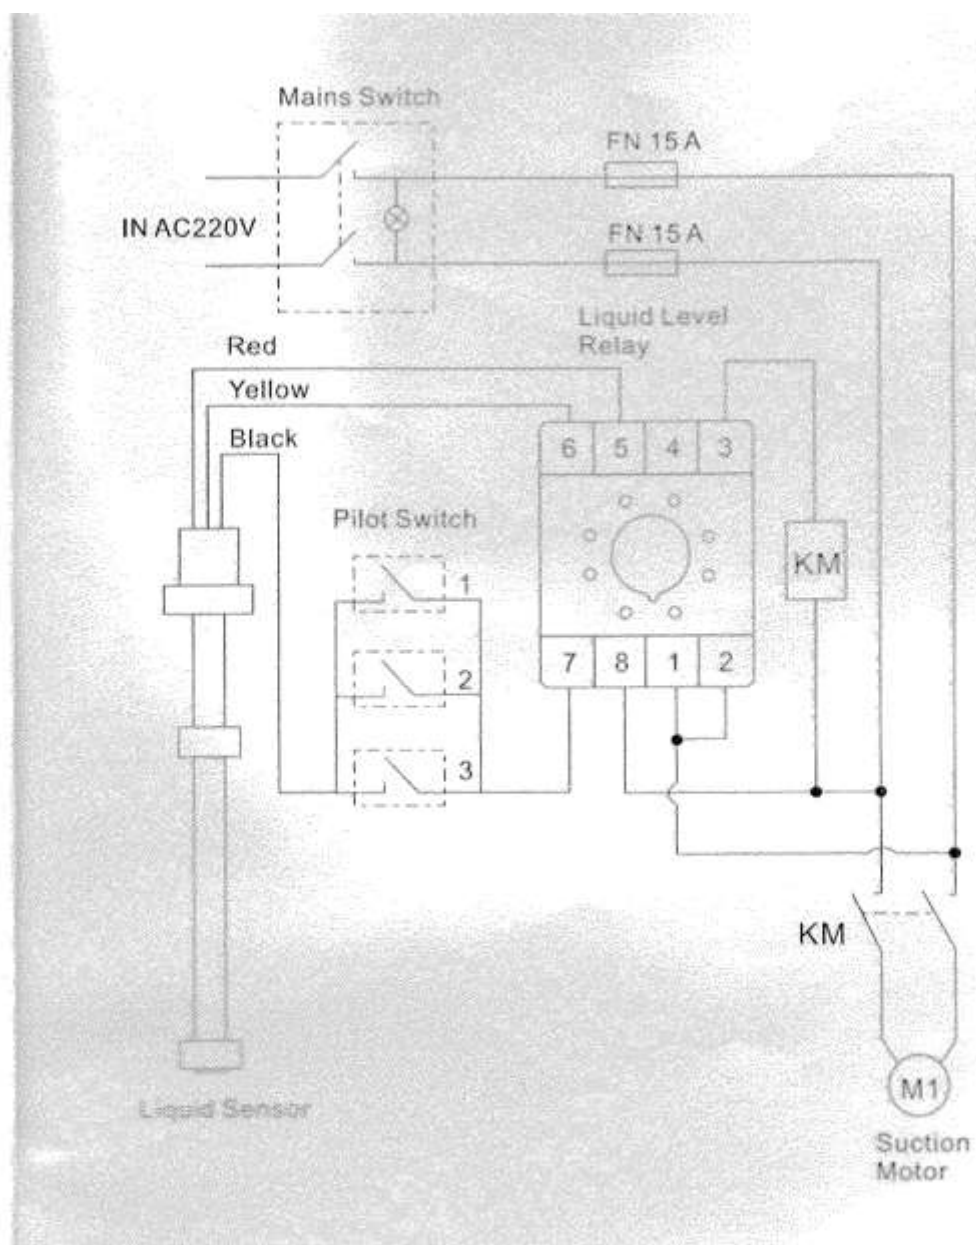 Mains Switch
FN 15 A
IN AC220V
FN 15 A
Liquid Level
Relay
Red
Yellow
Black
6 5 4 3
Pilot Switch
1
KM
2
7 8 1 2
3
KM
M1
Liquid Sensor
Suction
Motor